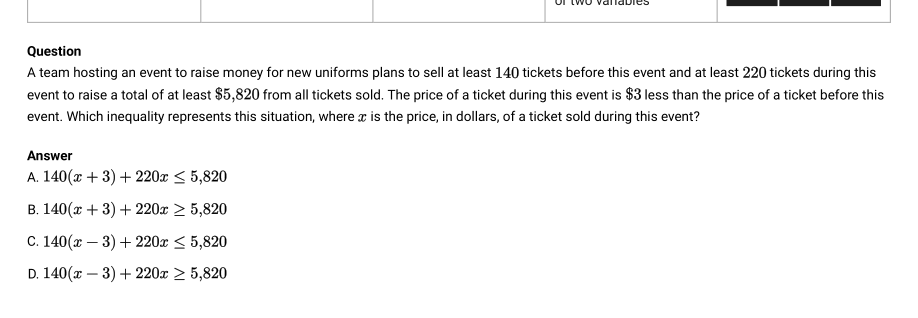 of two variables
Question
A team hosting an event to raise money for new uniforms plans to sell at least 140 tickets before this event and at least 220 tickets during this
event to raise a total of at least $5,820 from all tickets sold. The price of a ticket during this event is $3 less than the price of a ticket before this
event. Which inequality represents this situation, where x is the price, in dollars, of a ticket sold during this event?
Answer
A. 140(x + 3) + 220x ≤ 5,820
B. 140(x + 3) + 220x ≥ 5,820
C. 140(x − 3) + 220x ≤ 5,820
D. 140(x − 3) + 220x ≥ 5,820